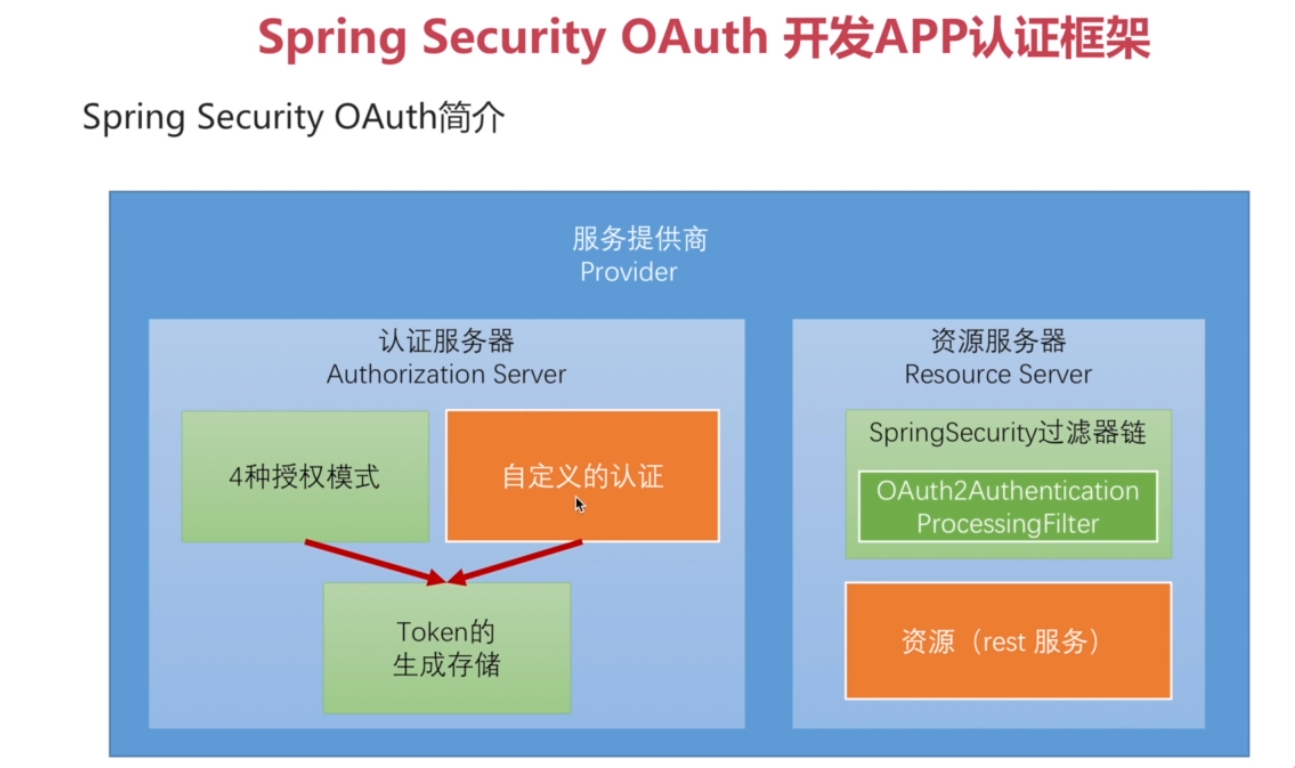 Spring Security OAuth 开发APP认证框架
Spring Security OAuth简介
服务提供商
Provider
认证服务器
Authorization Server
4种授权模式
自定义的认证
Token的
生成存储
资源服务器
Resource Server
SpringSecurity过滤器链
OAuth2Authentication
ProcessingFilter
资源（rest 服务）